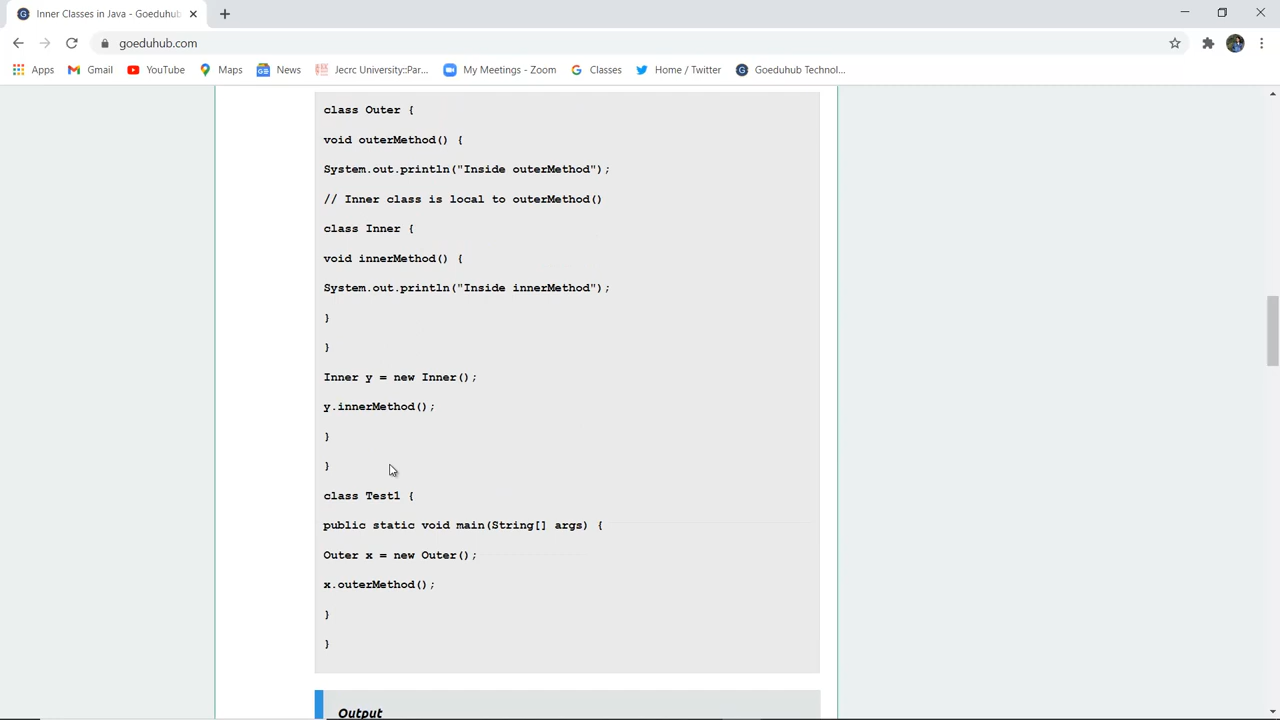 Inner Classes in Java - Goeduhub
goeduhub.com
Apps
Gmail
YouTube
Maps
News
Jecrc University::Par...
My Meetings - Zoom
Classes
Home / Twitter
Goeduhub Technol...
class Outer {
void outerMethod() {
System.out.println("Inside outerMethod");
// Inner class is local to outerMethod()
class Inner {
void innerMethod() {
System.out.println("Inside innerMethod");
}
}
Inner y = new Inner();
y.innerMethod();
}
}
class Test1 {
public static void main(String[] args) {
Outer x = new Outer();
x.outerMethod();
}
}
Output